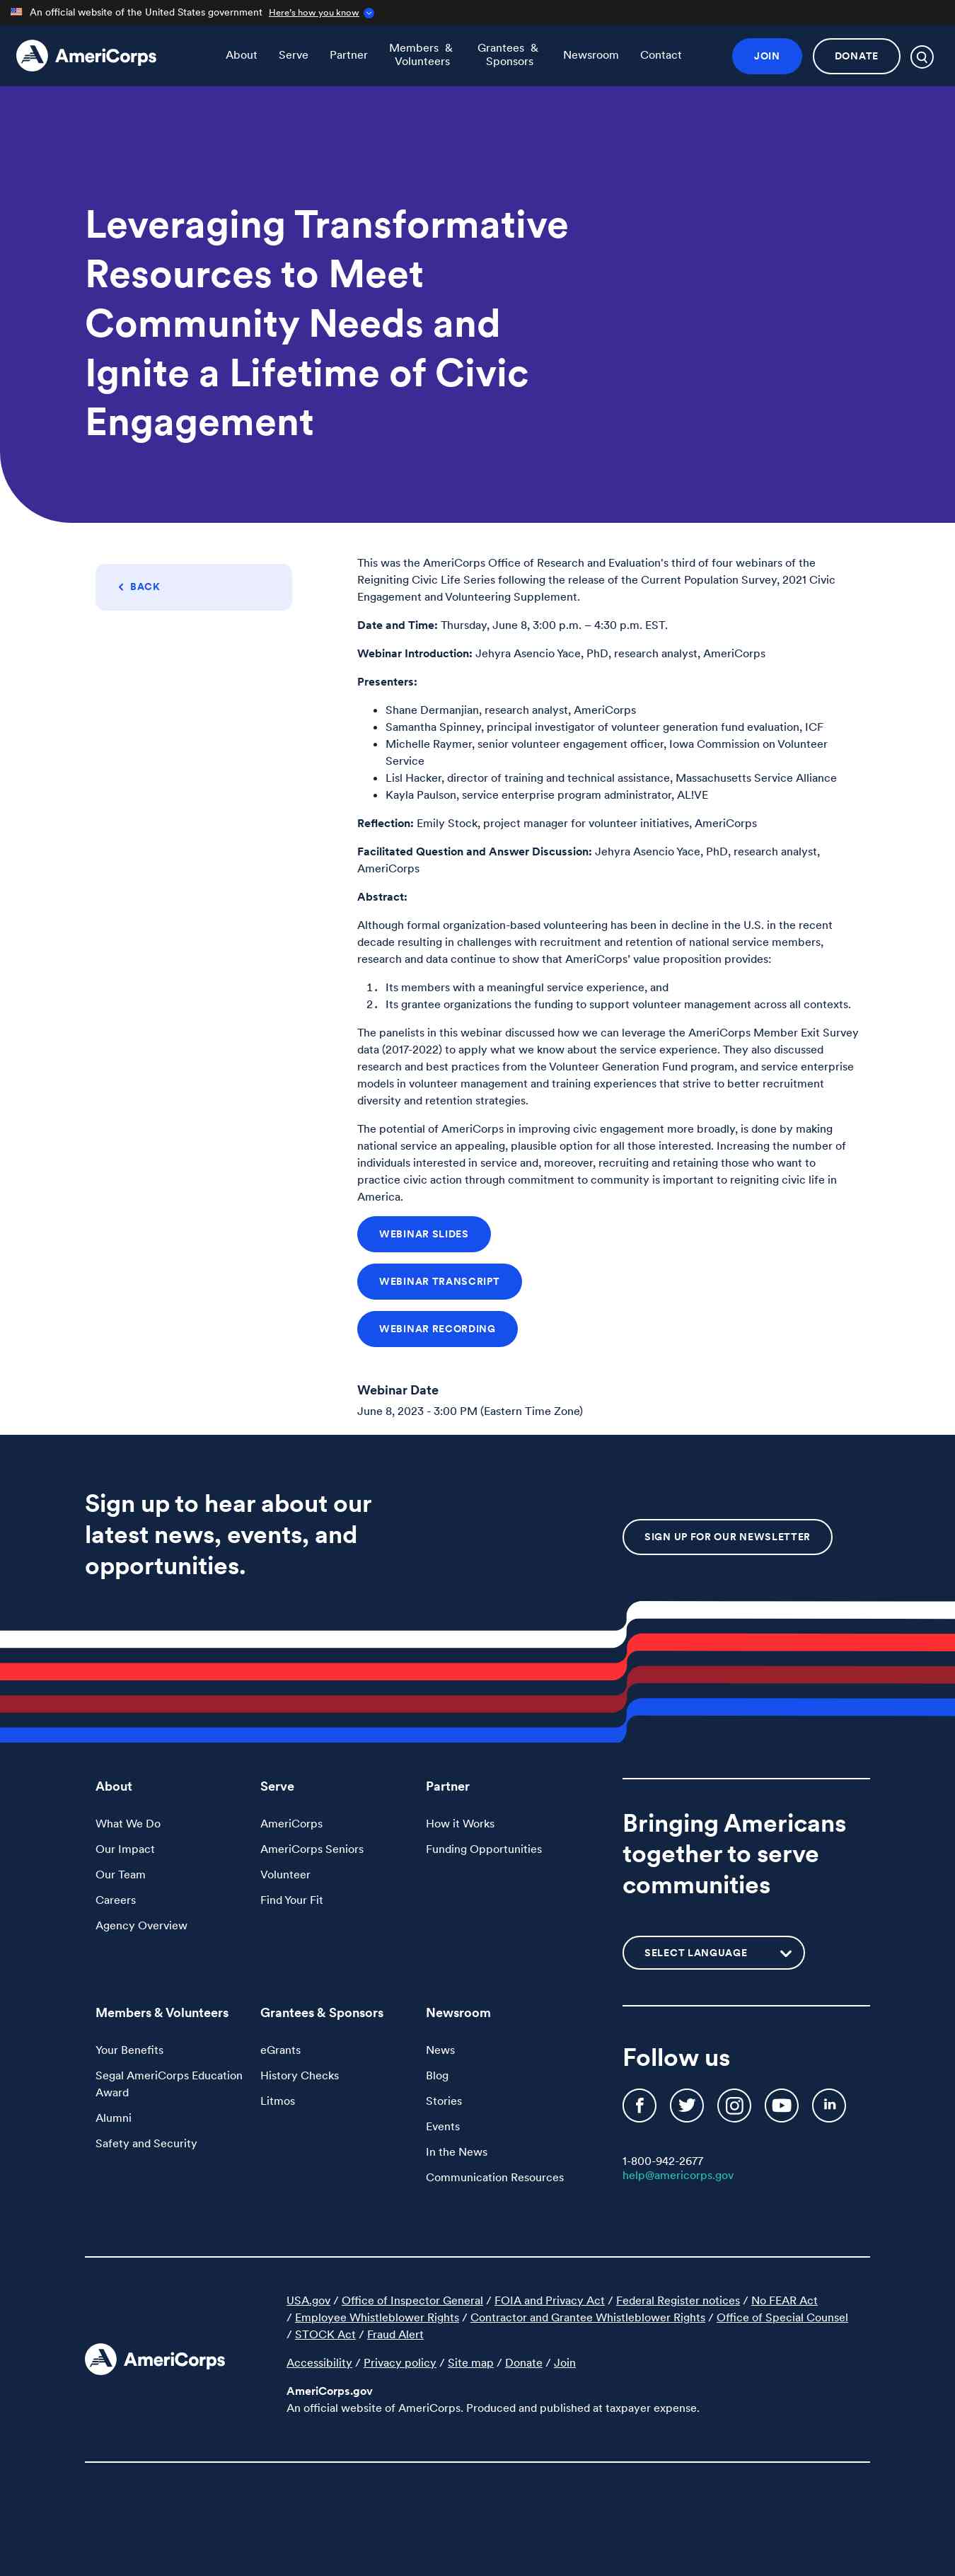 An official website of the United States government Here's how you know
AmeriCorps
About Serve Partner Members & Volunteers Grantees & Sponsors Newsroom Contact JOIN DONATE
Leveraging Transformative
Resources to Meet
Community Needs and
Ignite a Lifetime of Civic
Engagement
BACK
This was the AmeriCorps Office of Research and Evaluation's third of four webinars of the
Reigniting Civic Life Series following the release of the Current Population Survey, 2021 Civic
Engagement and Volunteering Supplement.
Date and Time: Thursday, June 8, 3:00 p.m. – 4:30 p.m. EST.
Webinar Introduction: Jehyra Asencio Yace, PhD, research analyst, AmeriCorps
Presenters:
• Shane Dermanjian, research analyst, AmeriCorps
• Samantha Spinney, principal investigator of volunteer generation fund evaluation, ICF
• Michelle Raymer, senior volunteer engagement officer, Iowa Commission on Volunteer
Service
• Lisl Hacker, director of training and technical assistance, Massachusetts Service Alliance
• Kayla Paulson, service enterprise program administrator, AL!VE
Reflection: Emily Stock, project manager for volunteer initiatives, AmeriCorps
Facilitated Question and Answer Discussion: Jehyra Asencio Yace, PhD, research analyst,
AmeriCorps
Abstract:
Although formal organization-based volunteering has been in decline in the U.S. in the recent
decade resulting in challenges with recruitment and retention of national service members,
research and data continue to show that AmeriCorps' value proposition provides:
1. Its members with a meaningful service experience, and
2. Its grantee organizations the funding to support volunteer management across all contexts.
The panelists in this webinar discussed how we can leverage the AmeriCorps Member Exit Survey
data (2017-2022) to apply what we know about the service experience. They also discussed
research and best practices from the Volunteer Generation Fund program, and service enterprise
models in volunteer management and training experiences that strive to better recruitment
diversity and retention strategies.
The potential of AmeriCorps in improving civic engagement more broadly, is done by making
national service an appealing, plausible option for all those interested. Increasing the number of
individuals interested in service and, moreover, recruiting and retaining those who want to
practice civic action through commitment to community is important to reigniting civic life in
America.
WEBINAR SLIDES
WEBINAR TRANSCRIPT
WEBINAR RECORDING
Webinar Date
June 8, 2023 - 3:00 PM (Eastern Time Zone)
Sign up to hear about our
latest news, events, and
opportunities.
SIGN UP FOR OUR NEWSLETTER
About
What We Do
Our Impact
Our Team
Careers
Agency Overview
Serve
AmeriCorps
AmeriCorps Seniors
Volunteer
Find Your Fit
Partner
How it Works
Funding Opportunities
Bringing Americans
together to serve
communities
SELECT LANGUAGE
Members & Volunteers
Your Benefits
Segal AmeriCorps Education
Award
Alumni
Safety and Security
Grantees & Sponsors
eGrants
History Checks
Litmos
Newsroom
News
Blog
Stories
Events
In the News
Communication Resources
Follow us
1-800-942-2677
help@americorps.gov
AmeriCorps
USA.gov / Office of Inspector General / FOIA and Privacy Act / Federal Register notices / No FEAR Act
/ Employee Whistleblower Rights / Contractor and Grantee Whistleblower Rights / Office of Special Counsel
/ STOCK Act / Fraud Alert
Accessibility / Privacy policy / Site map / Donate / Join
AmeriCorps.gov
An official website of AmeriCorps. Produced and published at taxpayer expense.